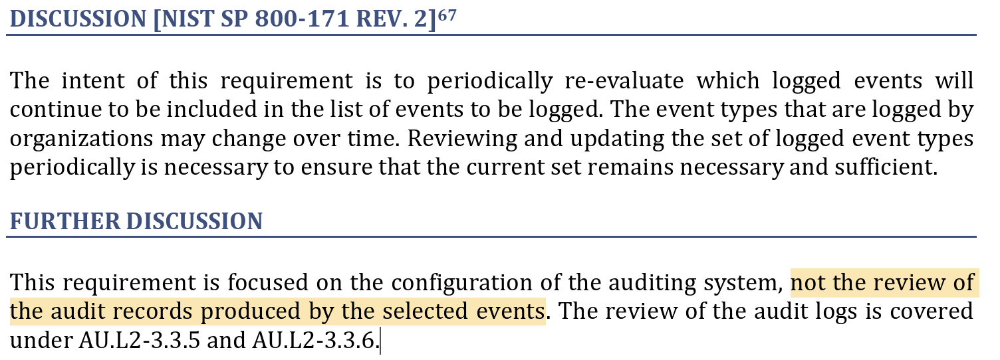 DISCUSSION [NIST SP 800-171 REV. 2]67
The intent of this requirement is to periodically re-evaluate which logged events will
continue to be included in the list of events to be logged. The event types that are logged by
organizations may change over time. Reviewing and updating the set of logged event types
periodically is necessary to ensure that the current set remains necessary and sufficient.
FURTHER DISCUSSION
This requirement is focused on the configuration of the auditing system, not the review of
the audit records produced by the selected events. The review of the audit logs is covered
under AU.L2-3.3.5 and AU.L2-3.3.6.